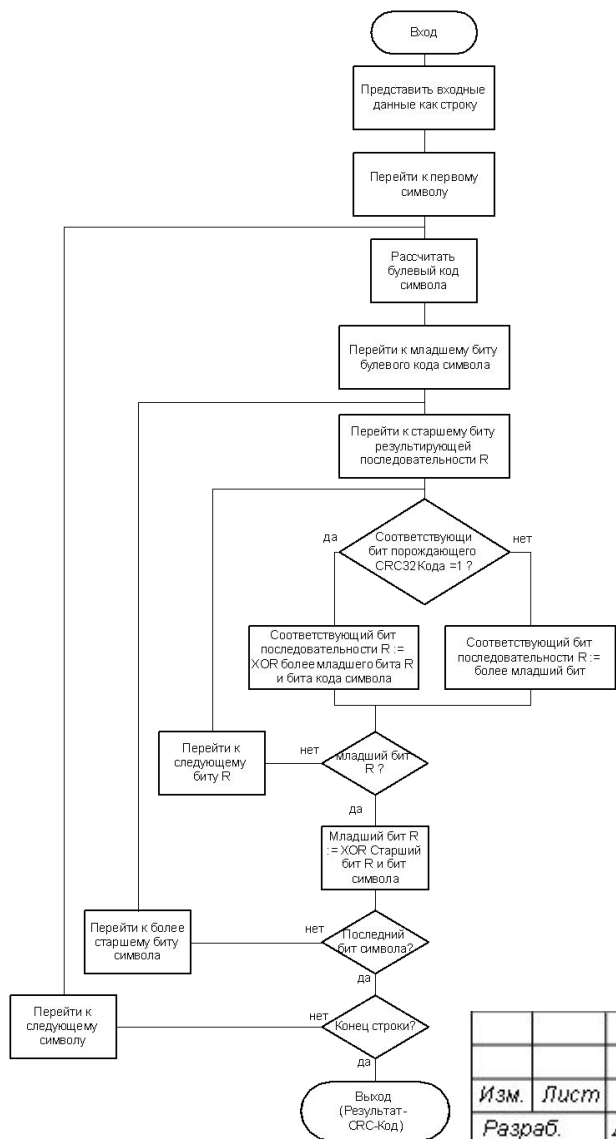 Вход
Представить входные
данные как строку
Перейти к первому
символу
Рассчитать
булевый код
символа
Перейти к младшему биту
булевого кода символа
Перейти к старшему биту
результирующей
последовательности R
да
Соответствующи
бит порождающего
CRC32Кода =1 ?
нет
Соответствующий бит
последовательности R :=
XOR более младшего бита R
и бита кода символа
Соответствующий бит
последовательности R :=
более младший бит
Перейти к
следующему
биту R
нет
младший бит
R ?
да
Младший бит R
:= XOR Старший
бит R и бит
символа
Перейти к более
старшему биту
символа
нет
Последний
бит символа?
да
Перейти к
следующему
символу
нет
Конец строки?
да
Выход
(Результат-
CRC-Код)
Изм. Лист
Разраб.